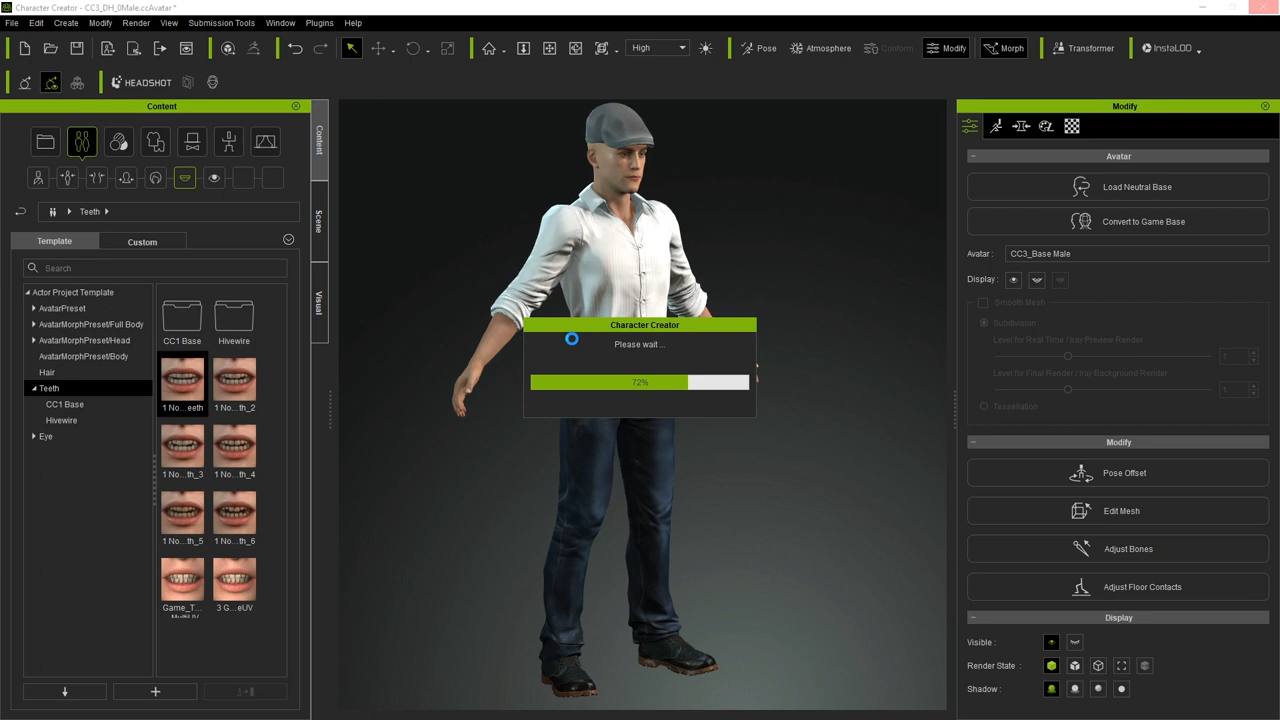 Character Creator - CC3_DH_0Male.ccAvatar *
File Edit Create Modify Render View Submission Tools Window Plugins Help
High Pose Atmosphere Conform Modify Morph Transformer InstaLOD
HEADSHOT
Content
Teeth
Template Custom
Search
Actor Project Template
AvatarPreset
AvatarMorphPreset/Full Body
AvatarMorphPreset/Head
AvatarMorphPreset/Body
Hair
Teeth
CC1 Base
Hivewire
Eye
CC1 Base Hivewire
1 No...eeth 1 No...th_2
1 No...th_3 1 No...th_4
1 No...th_5 1 No...th_6
Game_T... 3 G...eUV
MultiUV
Content
Scene
Visual
Character Creator
Please wait ...
72%
Modify
Avatar
Load Neutral Base
Convert to Game Base
Avatar : CC3_Base Male
Display :
Smooth Mesh
Subdivision
Level for Real Time / Iray Preview Render
1
Level for Final Render / Iray Background Render
1
Tessellation
Modify
Pose Offset
Edit Mesh
Adjust Bones
Adjust Floor Contacts
Display
Visible :
Render State :
Shadow :